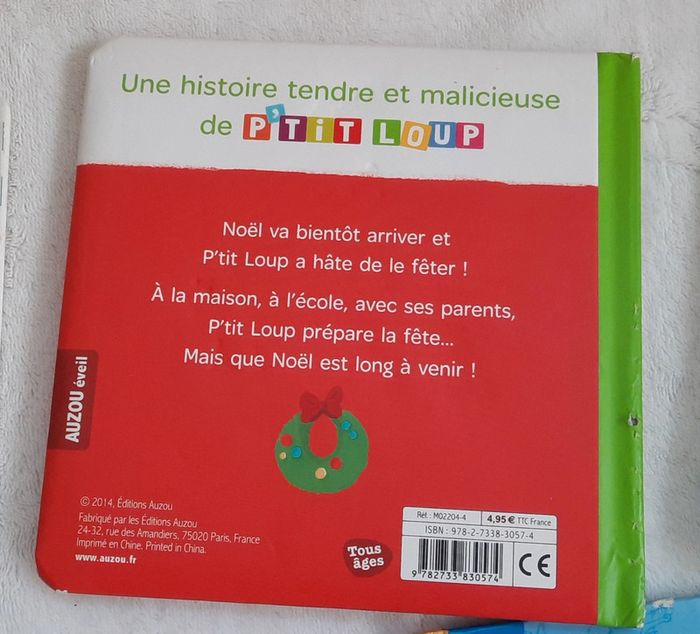 Une histoire tendre et malicieuse
de P'TIT LOUP
Noël va bientôt arriver et
P'tit Loup a hâte de le fêter !
À la maison, à l'école, avec ses parents,
P'tit Loup prépare la fête...
Mais que Noël est long à venir !
AUZOU éveil
© 2014, Éditions Auzou
Fabriqué par les Éditions Auzou
24-32, rue des Amandiers, 75020 Paris, France
Imprimé en Chine. Printed in China.
www.auzou.fr
Tous
âges
Réf.: MO2204-4
4,95 € TTC France
ISBN : 978-2-7338-3057-4
9 782733 830574
CE